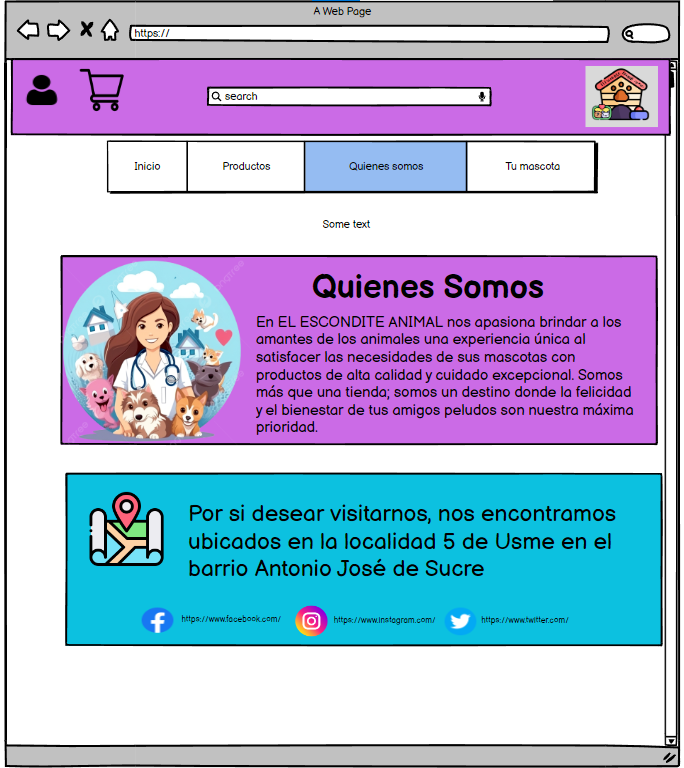 A Web Page
https://
search
Inicio
Productos
Quienes somos
Tu mascota
Some text
Quienes Somos
En EL ESCONDITE ANIMAL nos apasiona brindar a los
amantes de los animales una experiencia única al
satisfacer las necesidades de sus mascotas con
productos de alta calidad y cuidado excepcional. Somos
más que una tienda; somos un destino donde la felicidad
y el bienestar de tus amigos peludos son nuestra máxima
prioridad.
Por si desear visitarnos, nos encontramos
ubicados en la localidad 5 de Usme en el
barrio Antonio José de Sucre
https://www.facebook.com/
https://www.instagram.com/
https://www.twitter.com/